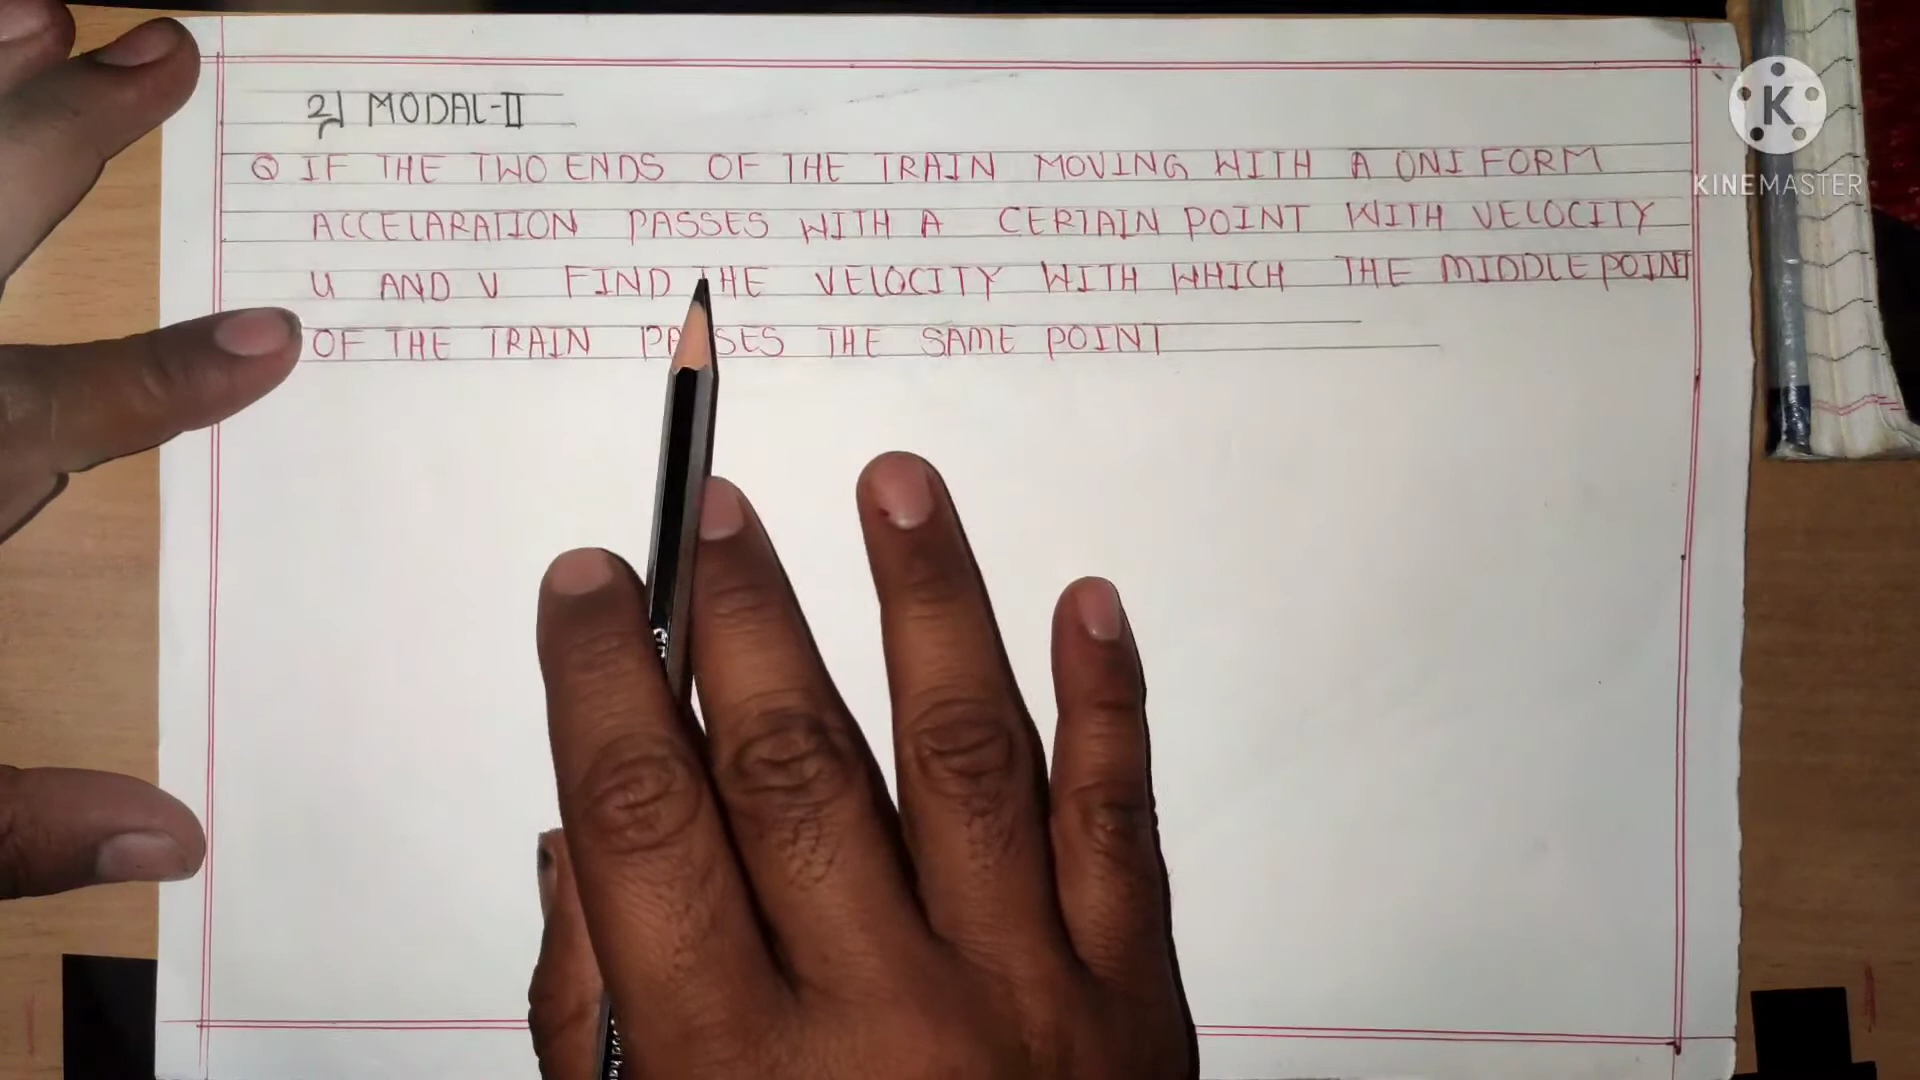 2) MODAL-II
Q IF THE TWO ENDS OF THE TRAIN MOVING WITH A ONIFORM
ACCELARATION PASSES WITH A CERTAIN POINT WITH VELOCITY
U AND V FIND THE VELOCITY WITH WHICH THE MIDDLE POINT
OF THE TRAIN PASSES THE SAME POINT
K
KINEMASTER